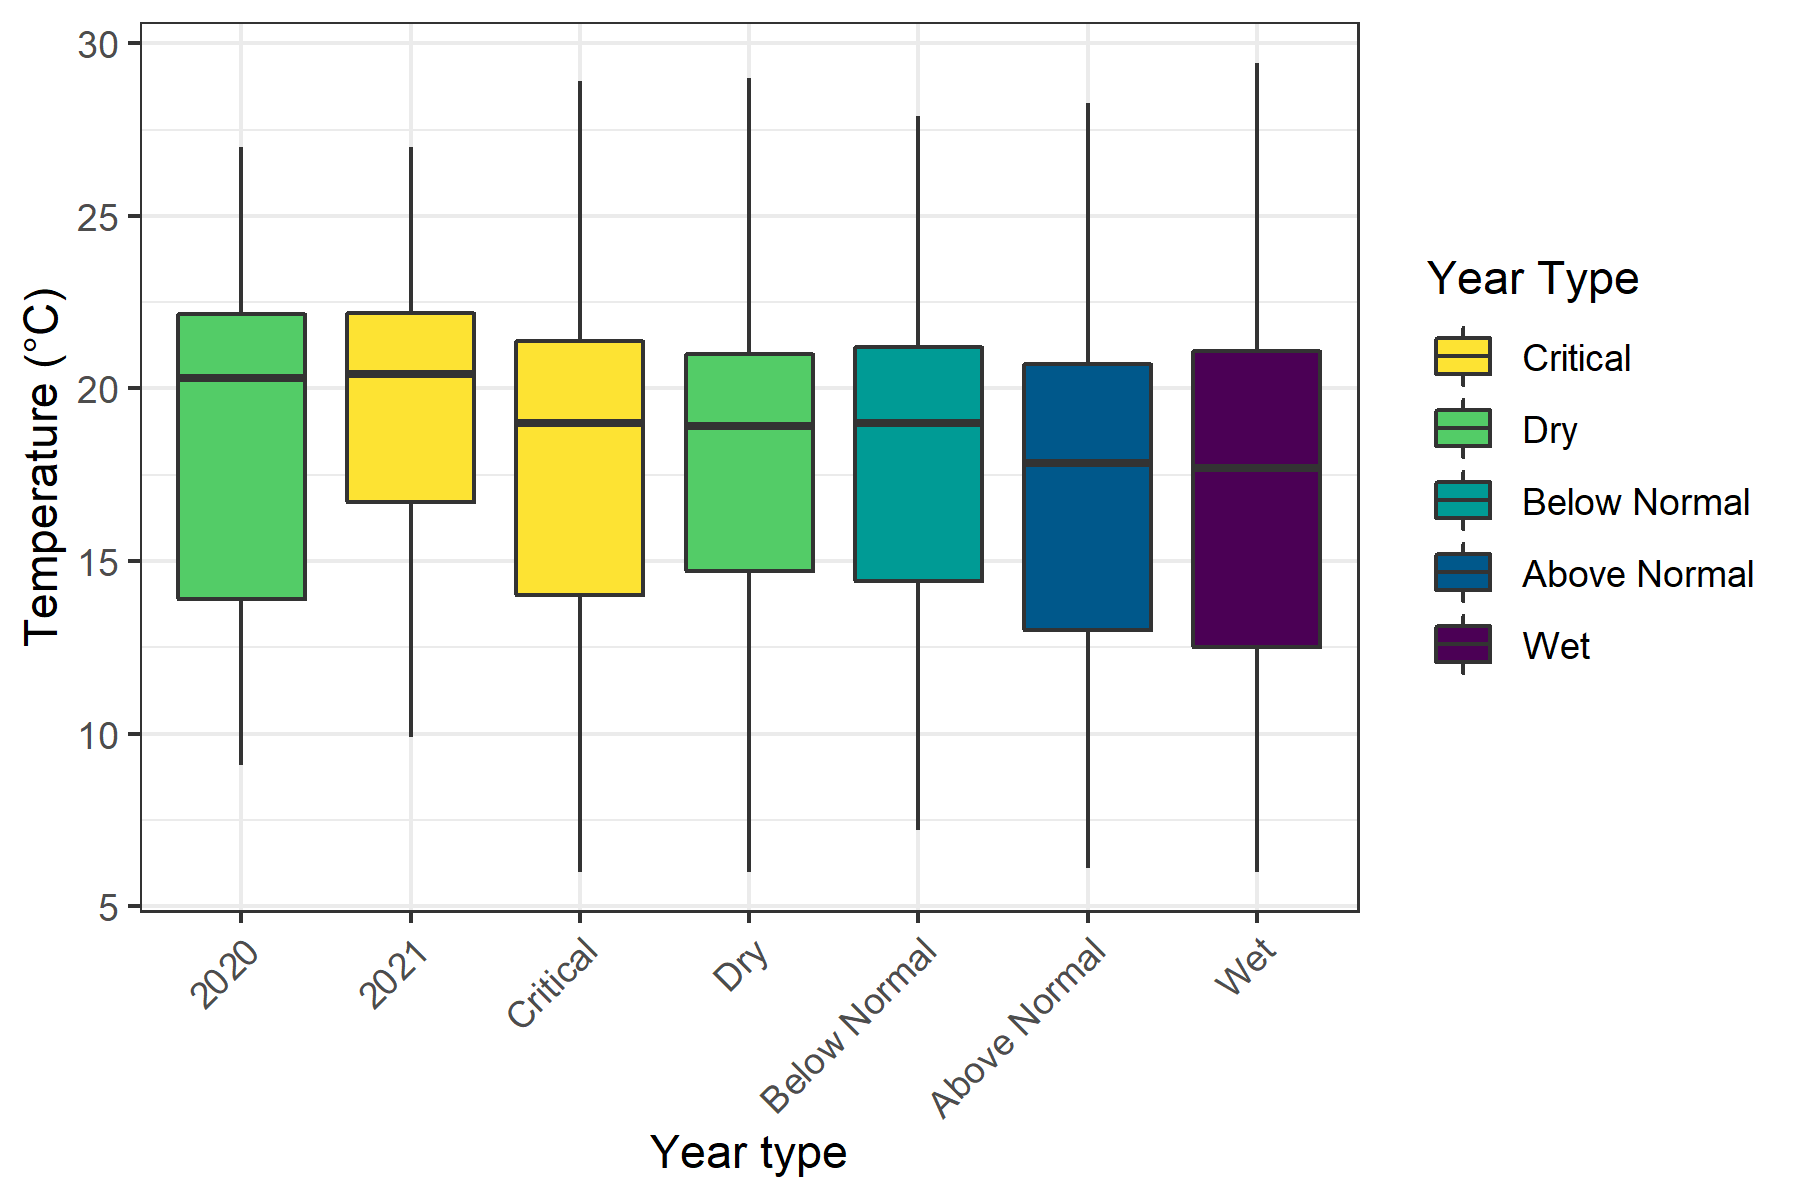 30
25
20
15
10
5
Temperature (°C)
2020
2021
Critical
Dry
Below Normal
Above Normal
Wet
Year type
Year Type
Critical
Dry
Below Normal
Above Normal
Wet